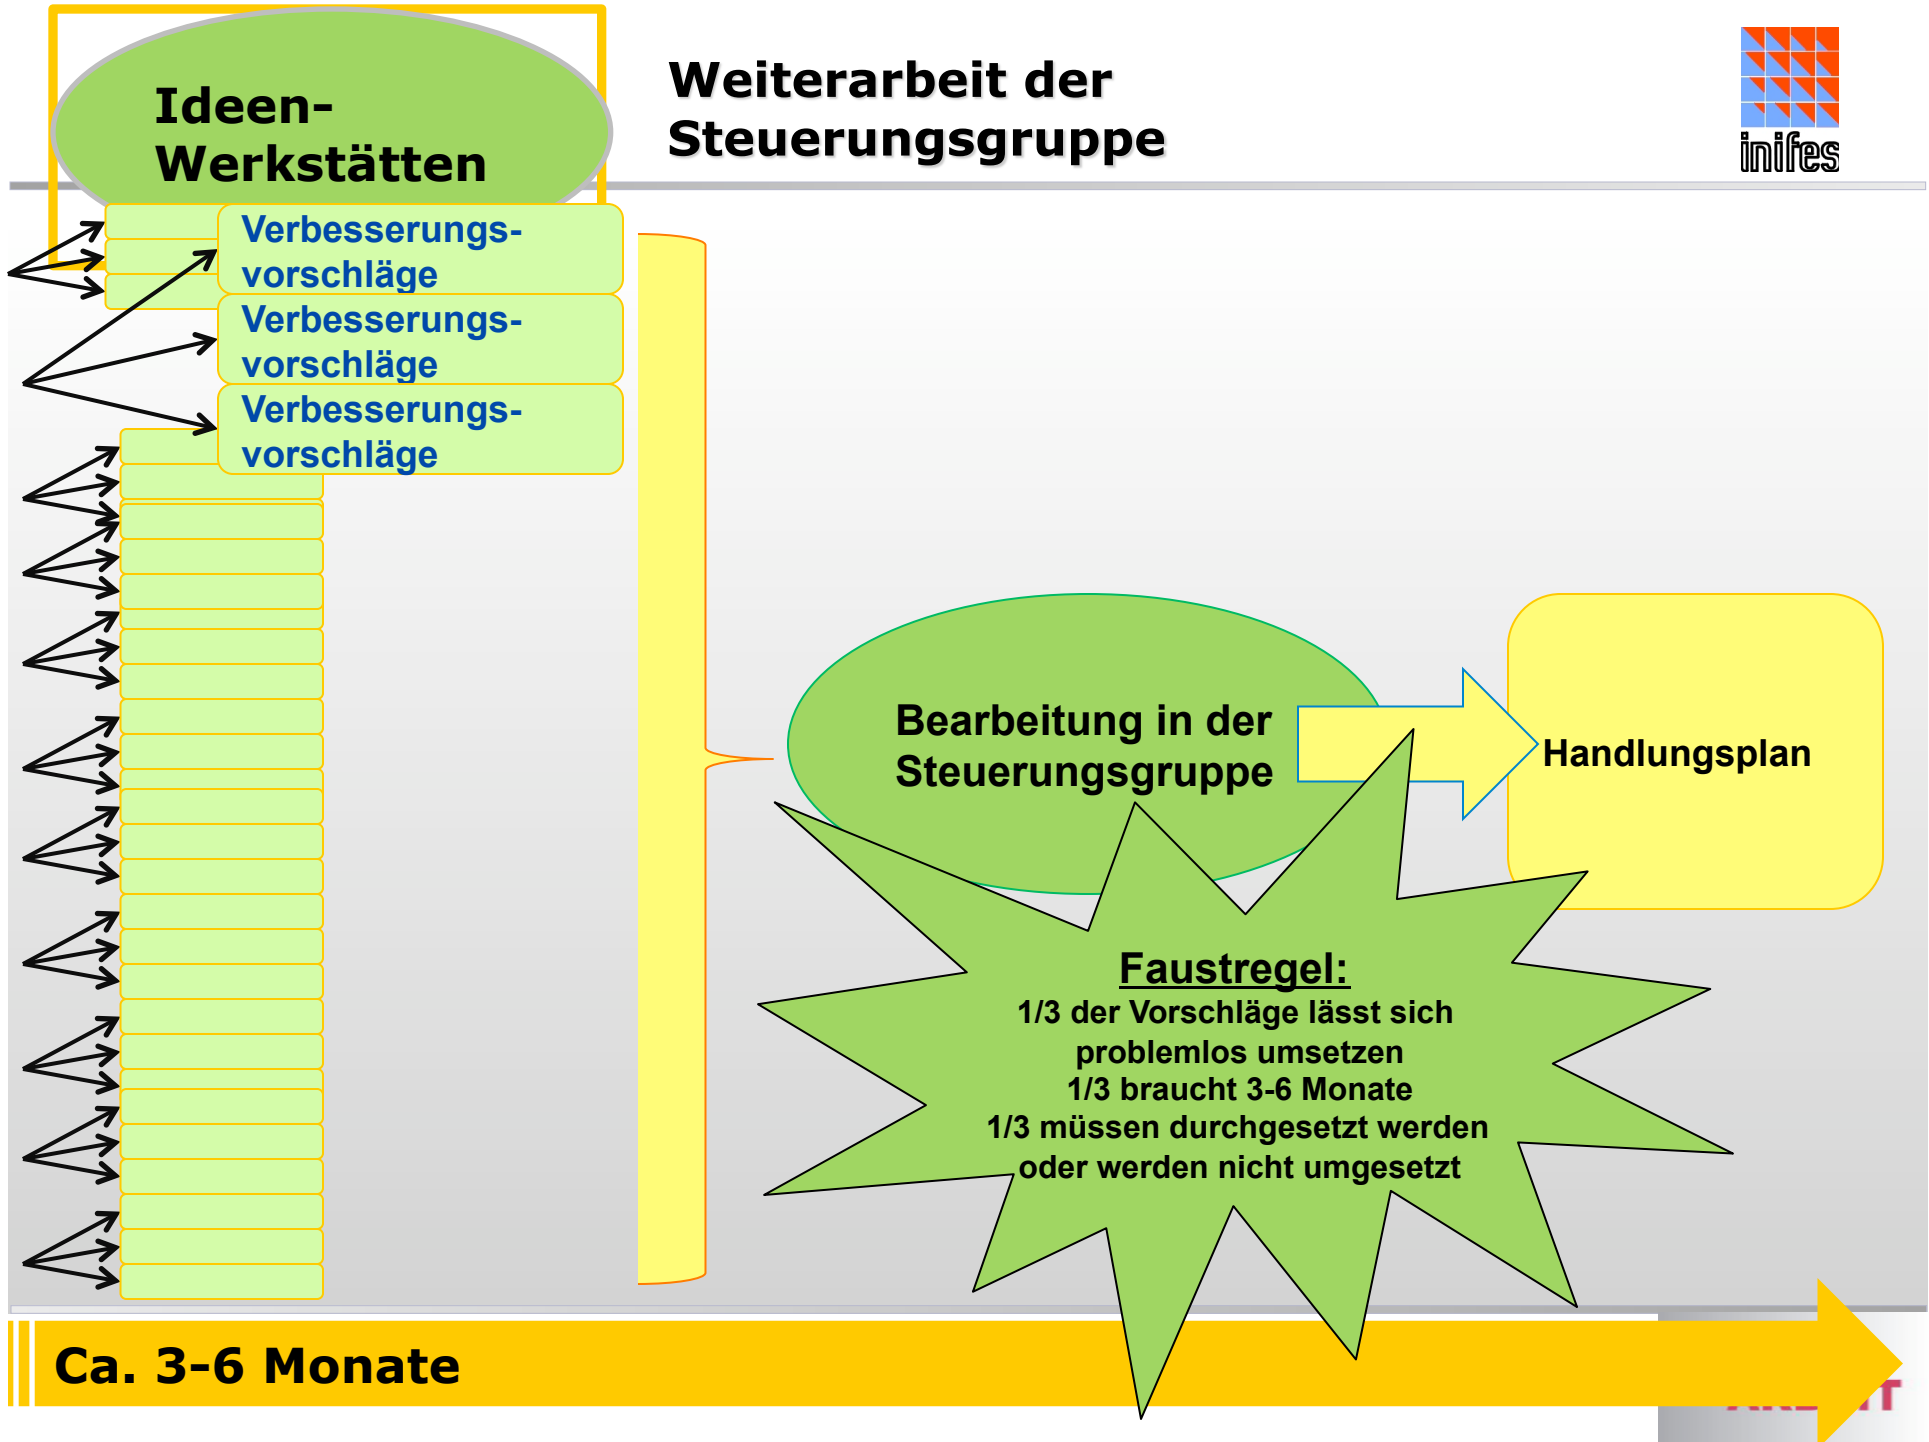 Ideen-
Werkstätten
Weiterarbeit der
Steuerungsgruppe
inifes
Verbesserungs-
vorschläge
Verbesserungs-
vorschläge
Verbesserungs-
vorschläge
Bearbeitung in der
Steuerungsgruppe
Handlungsplan
Faustregel:
1/3 der Vorschläge lässt sich
problemlos umsetzen
1/3 braucht 3-6 Monate
1/3 müssen durchgesetzt werden
oder werden nicht umgesetzt
Ca. 3-6 Monate